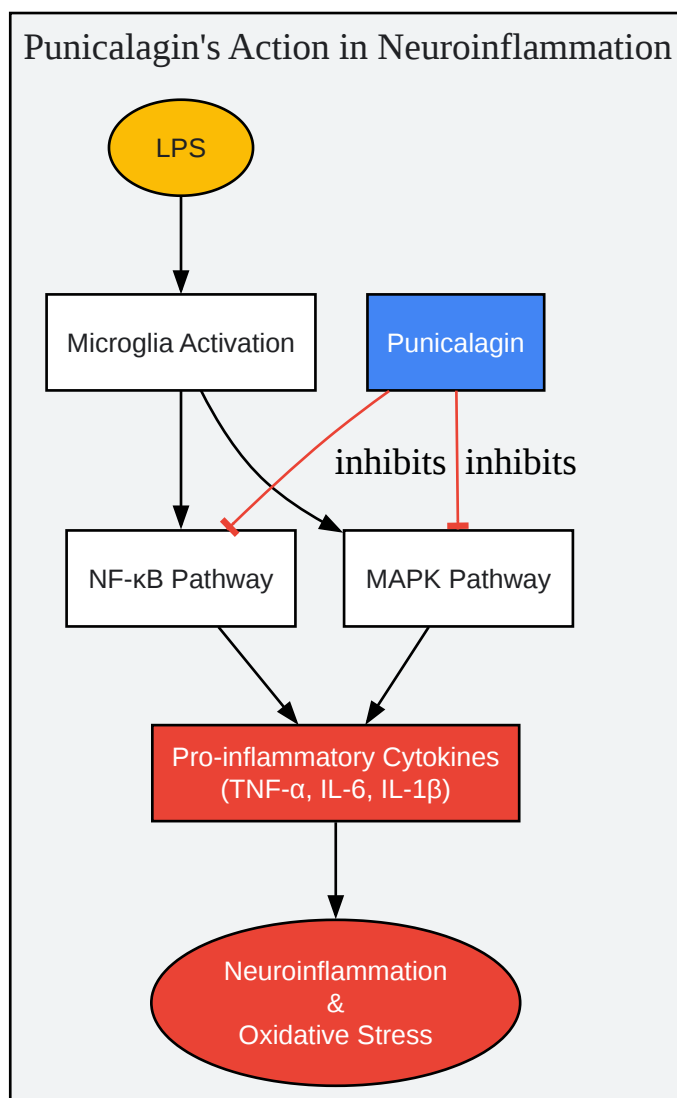 Punicalagin's Action in Neuroinflammation
LPS
Microglia Activation
Punicalagin
inhibits
inhibits
NF-κB Pathway
MAPK Pathway
Pro-inflammatory Cytokines
(TNF-α, IL-6, IL-1β)
Neuroinflammation
&
Oxidative Stress